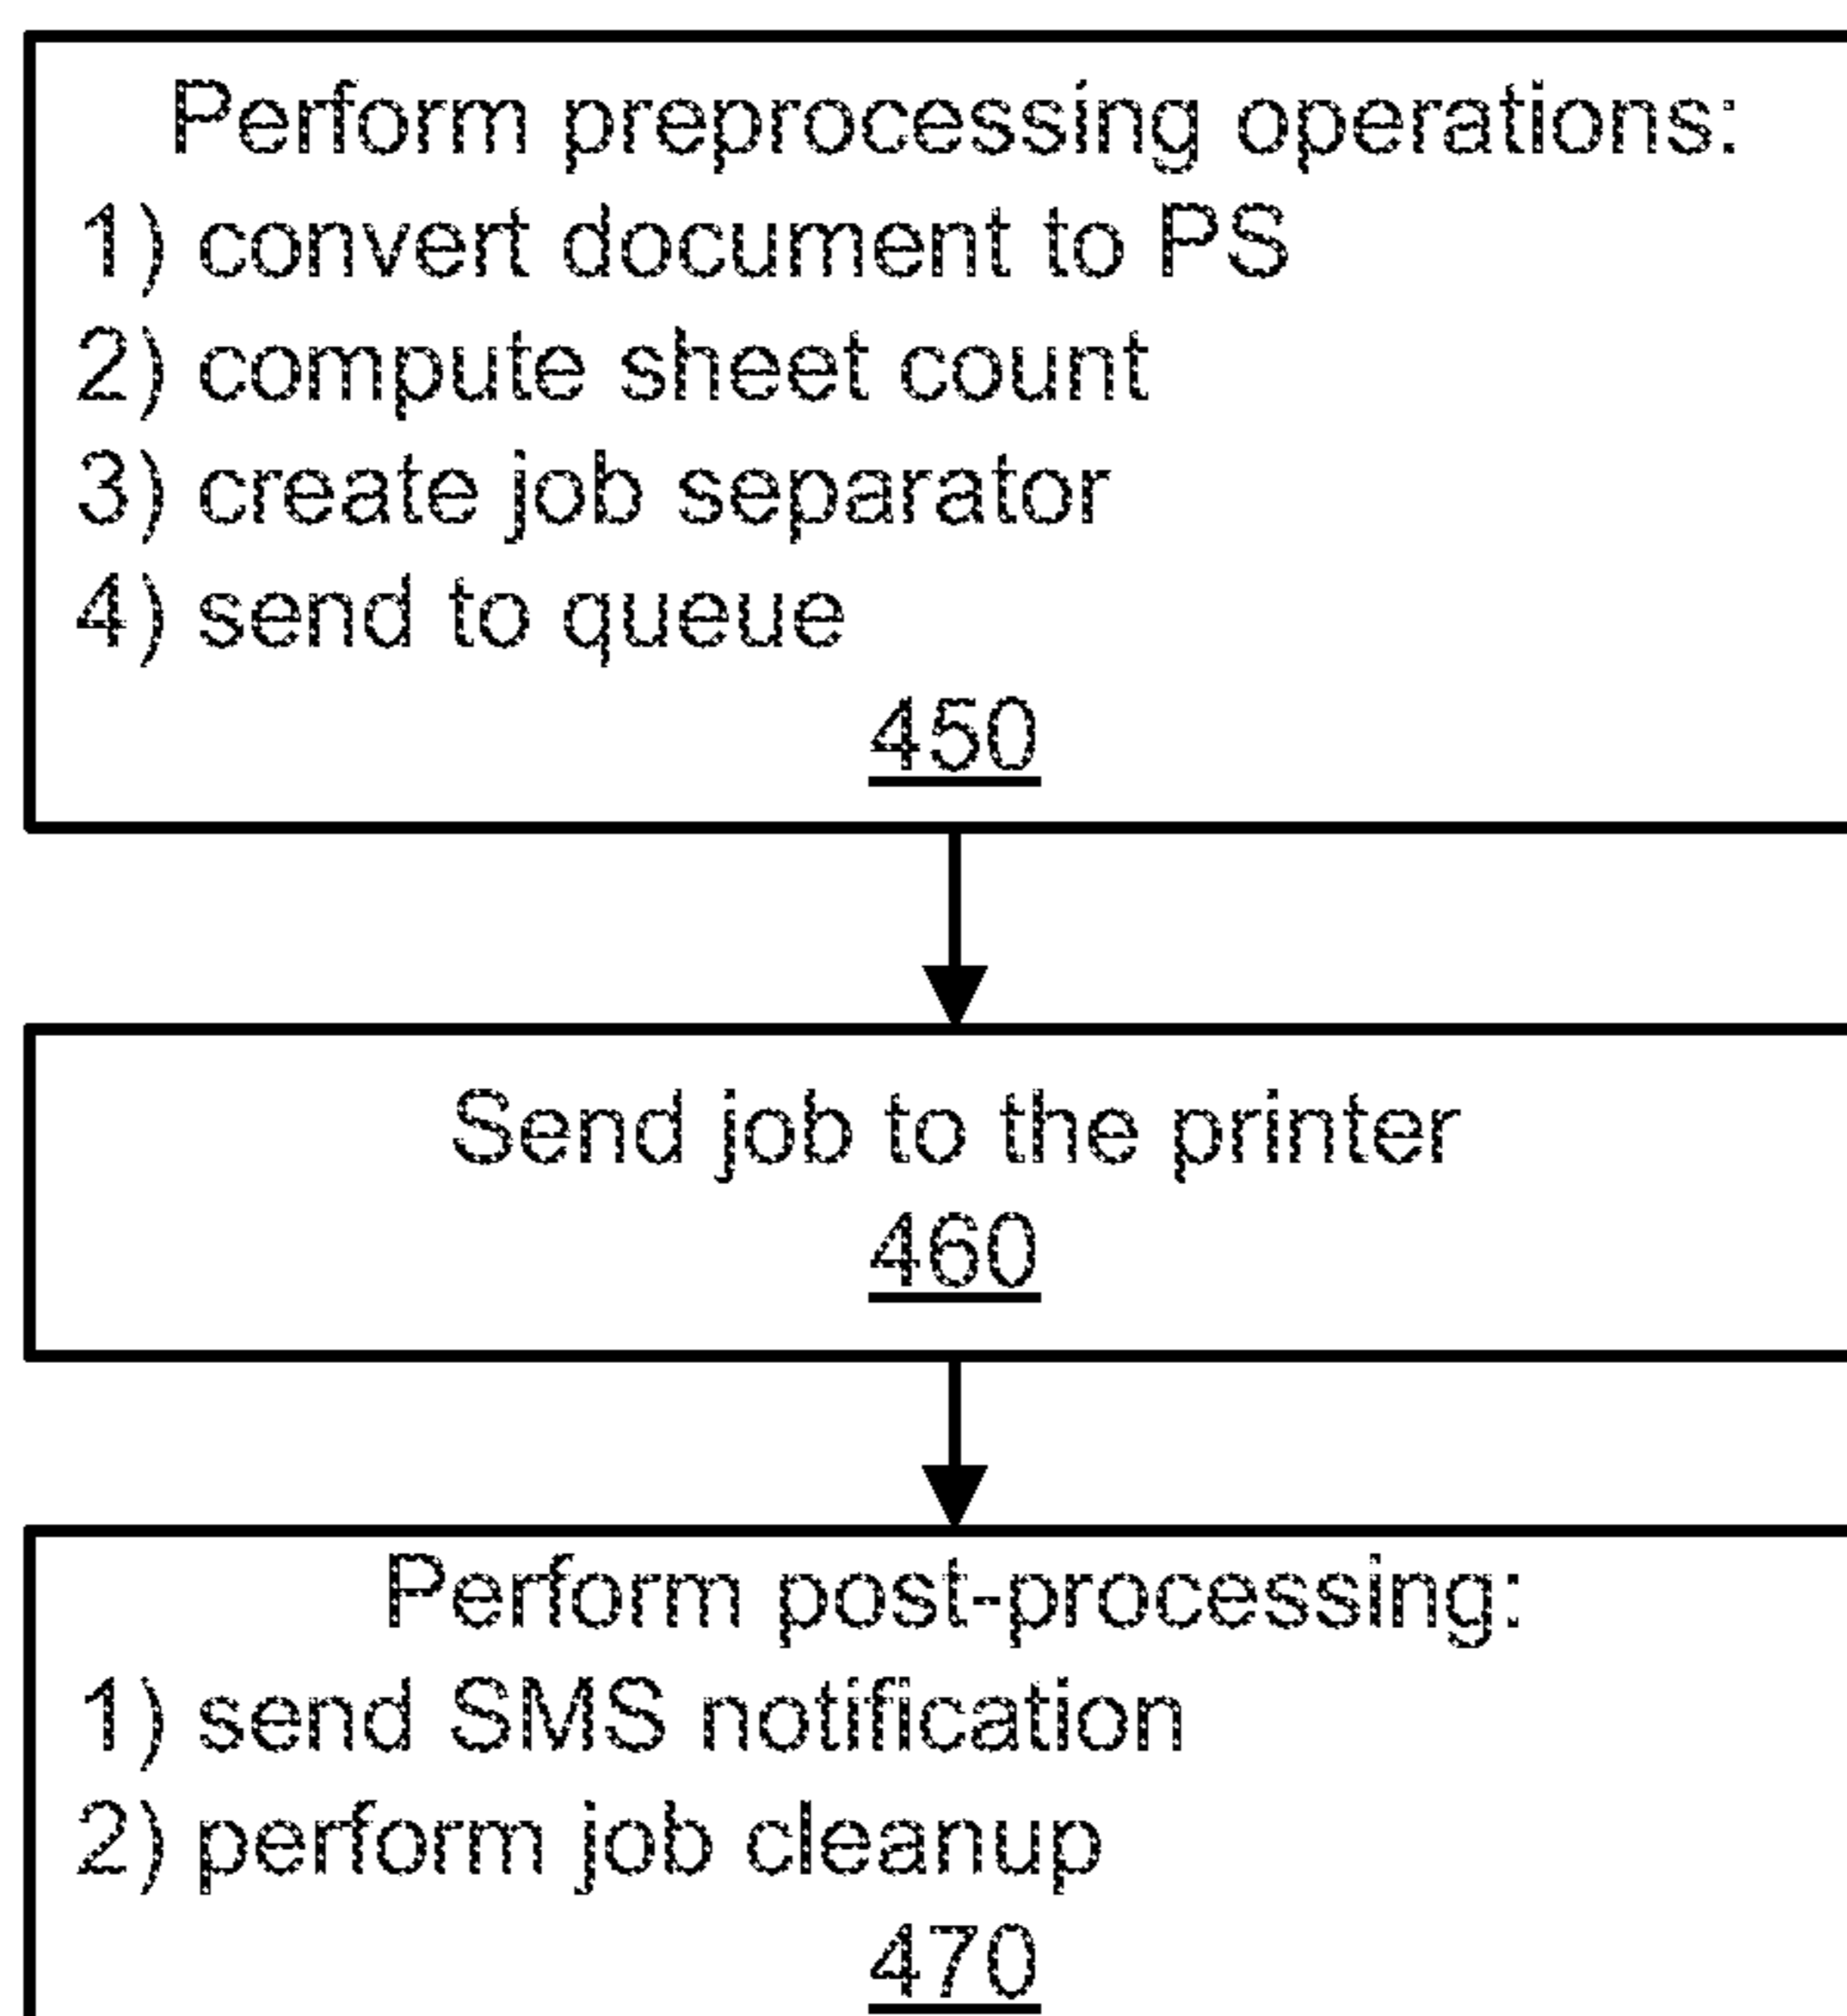 Perform preprocessing operations:
1) convert document to PS
2) compute sheet count
3) create job separator
4) send to queue
450
Send job to the printer
460
Perform post-processing:
1) send SMS notification
2) perform job cleanup
470